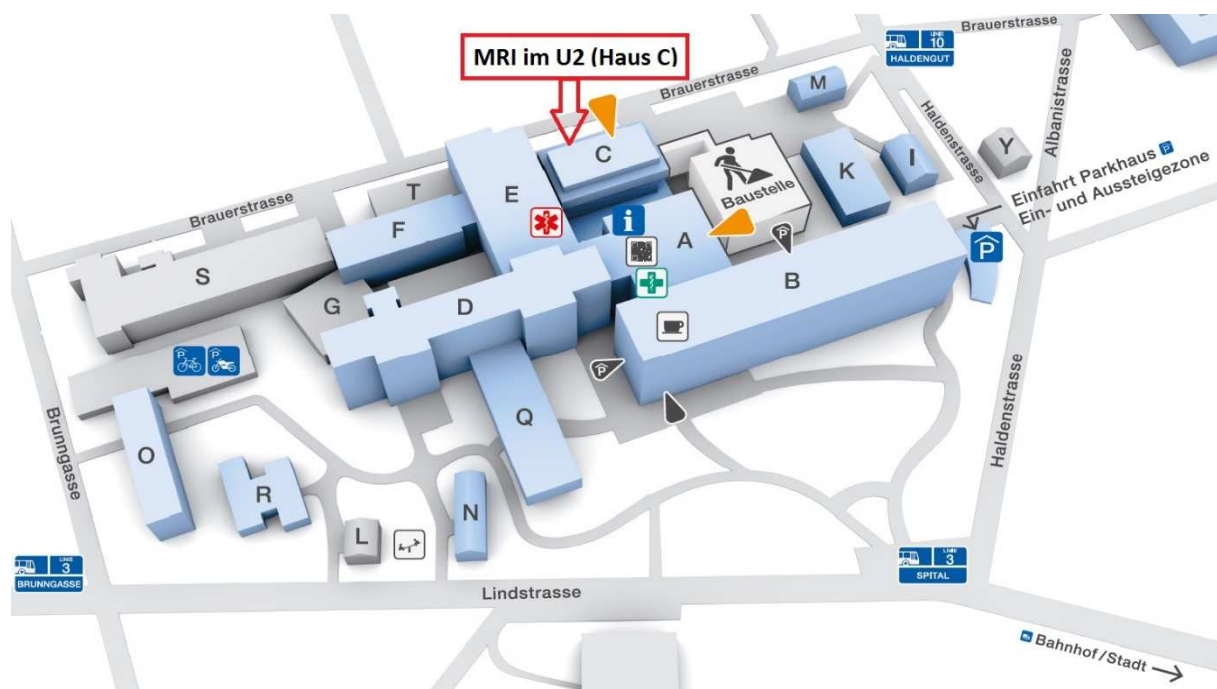 Brauerstrasse
LINIE
10
HALDENGUT
MRI im U2 (Haus C)
Brauerstrasse
M
Albanistrasse
Haldenstrasse
Y
C
Baustelle
K
I
Einfahrt Parkhaus P
Ein- und Aussteigezone
T
E
Brauerstrasse
F
i
A
P
P
S
G
D
B
P
P
P
Brunngasse
Haldenstrasse
O
Q
R
N
L
LINIE
3
BRUNNGASSE
LINIE
3
SPITAL
Lindstrasse
Bahnhof/Stadt